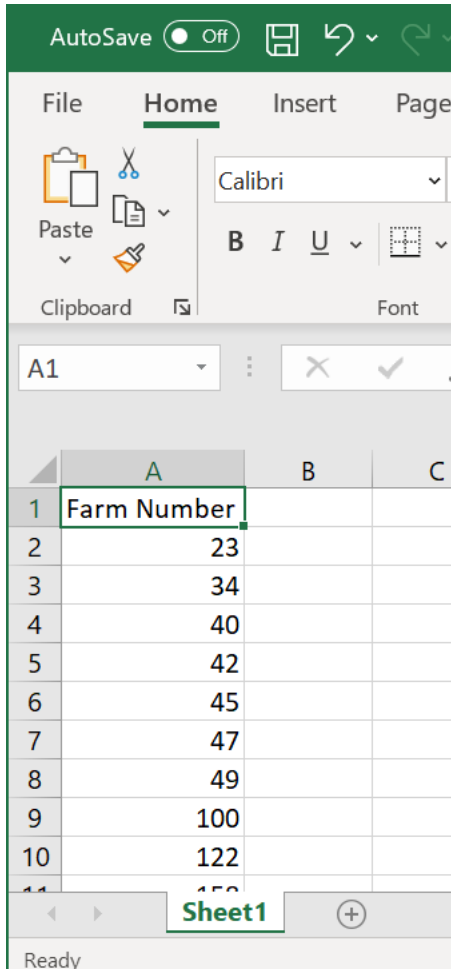 AutoSave Off
File Home Insert Page
Calibri
Paste
B I U
Clipboard Font
A1
A B C
1 Farm Number
2 23
3 34
4 40
5 42
6 45
7 47
8 49
9 100
10 122
Sheet1
Ready